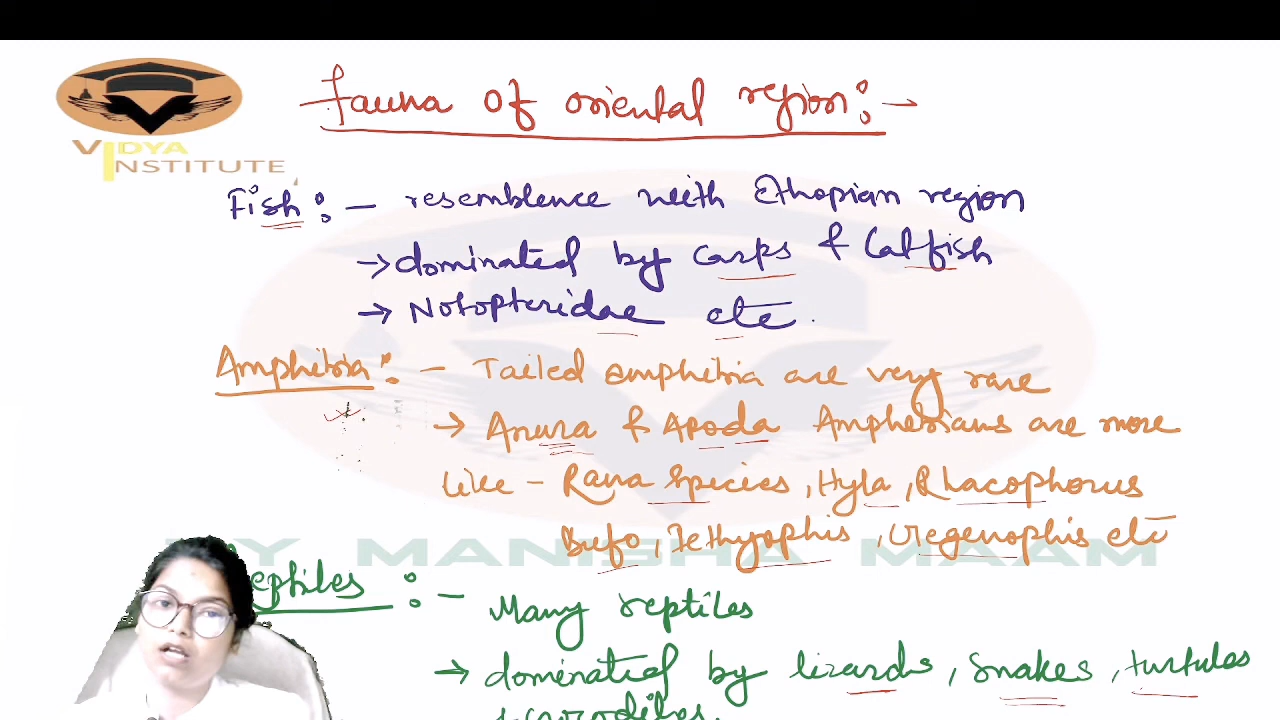 Fauna of oriental region:→
VIDYA
INSTITUTE
Fish:- resemblence with Ethopian region
→ dominated by carps & Catfish
→ Notopteridae etc.
Amphibia:- Tailed amphibia are very rare
→ Anura & Apoda Amphibians are more
like - Rana species, Hyla, Rhacophorus
Bufo, Icthyophis, Uregenophis etc
BY MANISHA MAAM
eptiles:- Many reptiles
→ dominated by lizards, snakes, turtules
& crocodiles.